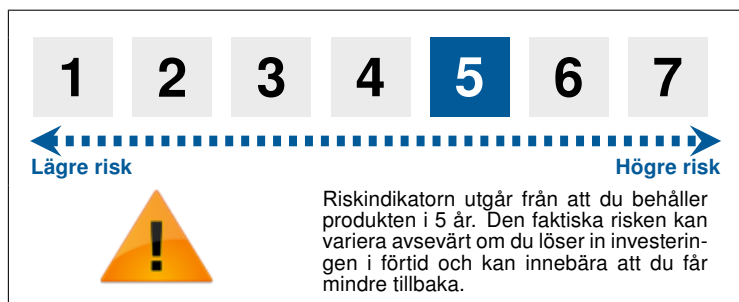 1 2 3 4 5 6 7
Lägre risk Högre risk
Riskindikatorn utgår från att du behåller
produkten i 5 år. Den faktiska risken kan
variera avsevärt om du löser in investerin-
gen i förtid och kan innebära att du får
mindre tillbaka.